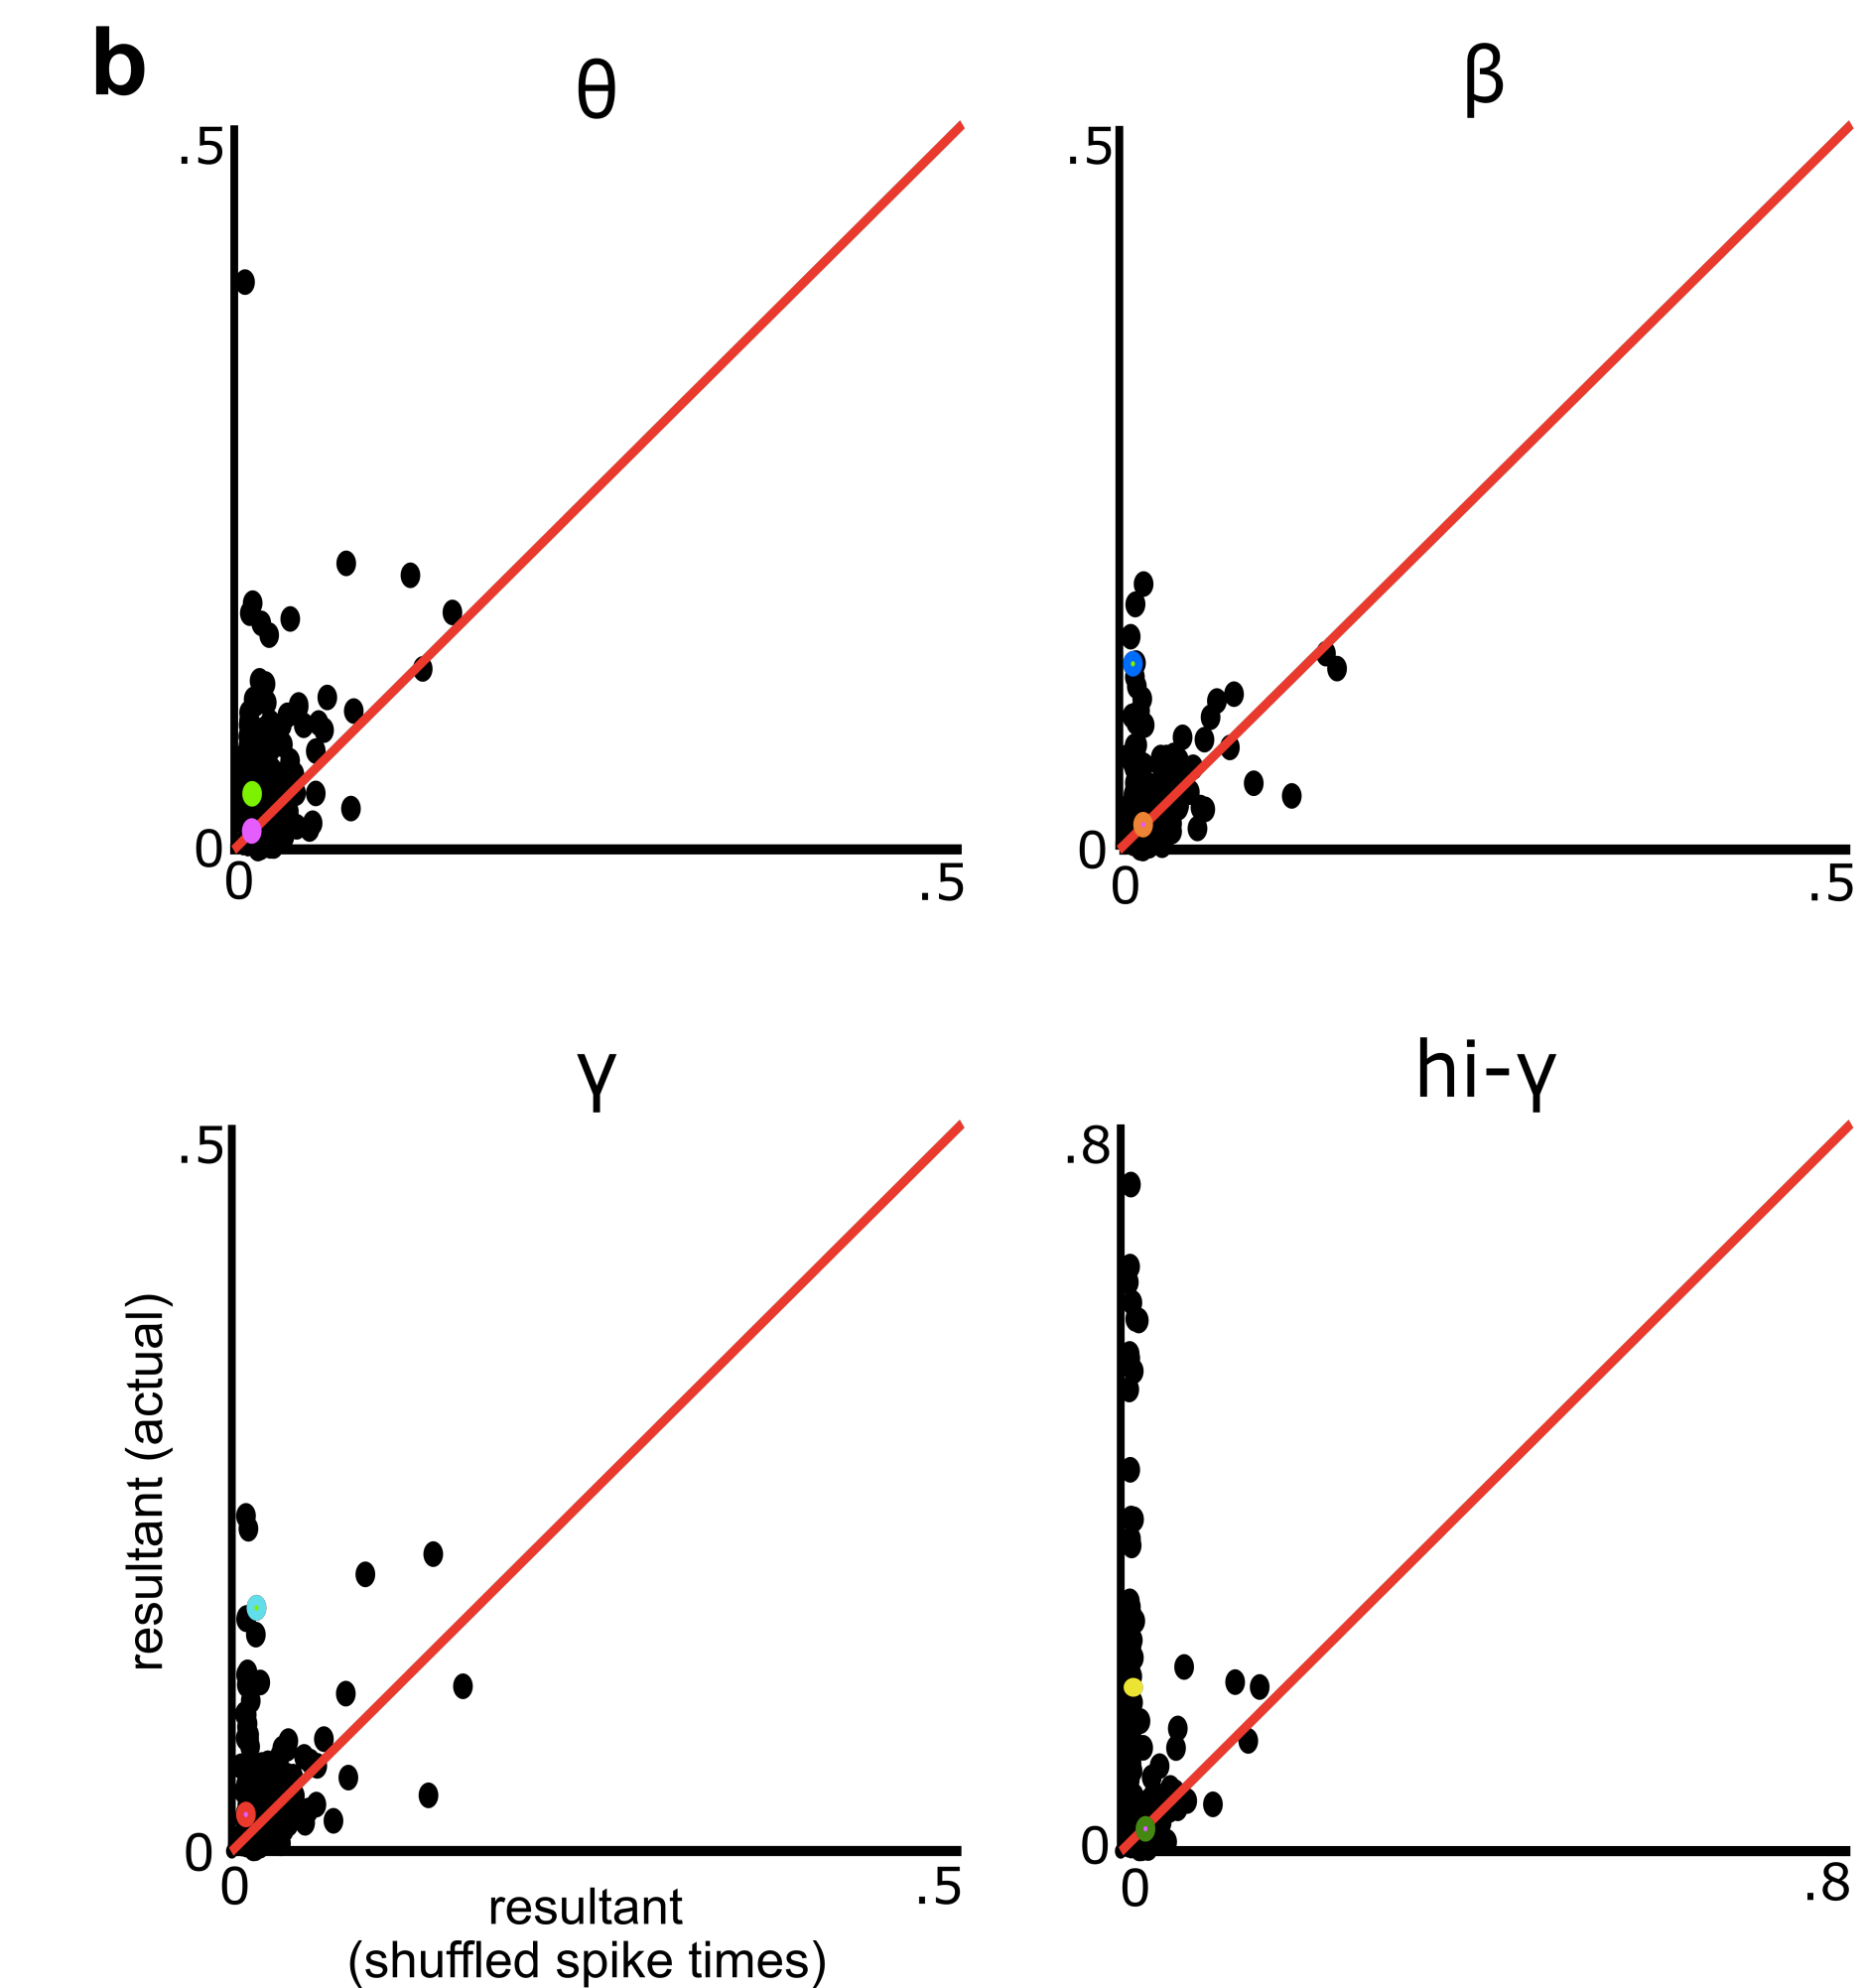 b
θ
β
.5
.5
0
0
0
.5
0
.5
γ
hi-γ
.5
.8
resultant (actual)
0
0
0
.5
0
.8
resultant
(shuffled spike times)